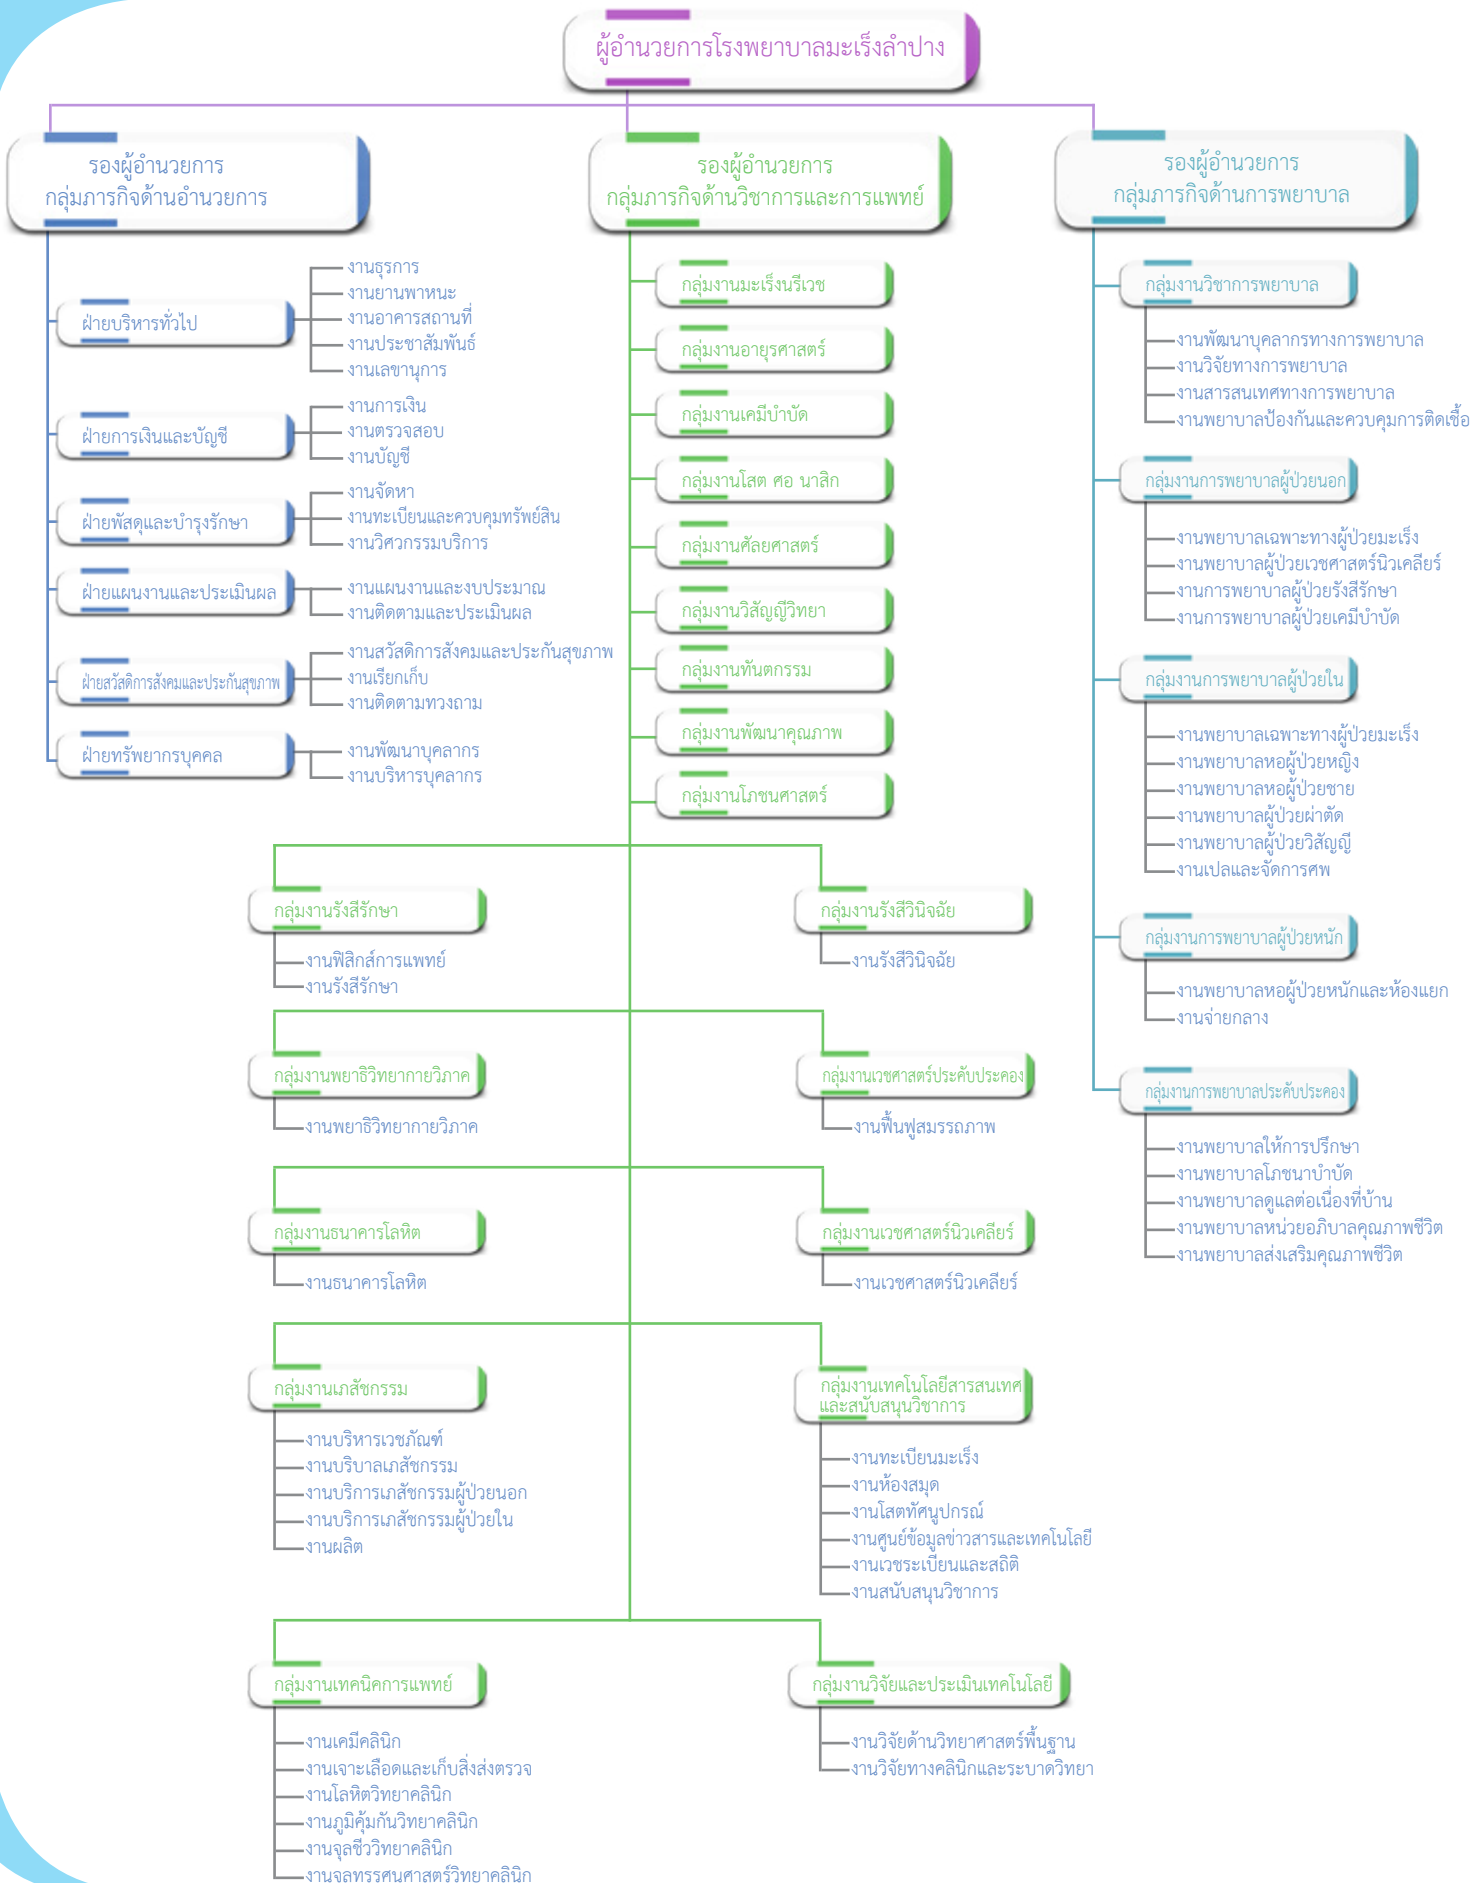 ผู้อำนวยการโรงพยาบาลมะเร็งลำปาง
รองผู้อำนวยการ
กลุ่มภารกิจด้านอำนวยการ
ฝ่ายบริหารทั่วไป
งานธุรการ
งานยานพาหนะ
งานอาคารสถานที่
งานประชาสัมพันธ์
งานเลขานุการ
ฝ่ายการเงินและบัญชี
งานการเงิน
งานตรวจสอบ
งานบัญชี
ฝ่ายพัสดุและบำรุงรักษา
งานจัดหา
งานทะเบียนและควบคุมทรัพย์สิน
งานวิศวกรรมบริการ
ฝ่ายแผนงานและประเมินผล
งานแผนงานและงบประมาณ
งานติดตามและประเมินผล
ฝ่ายสวัสดิการสังคมและประกันสุขภาพ
งานสวัสดิการสังคมและประกันสุขภาพ
งานเรียกเก็บ
งานติดตามทวงถาม
ฝ่ายทรัพยากรบุคคล
งานพัฒนาบุคลากร
งานบริหารบุคลากร
รองผู้อำนวยการ
กลุ่มภารกิจด้านวิชาการและการแพทย์
กลุ่มงานมะเร็งนรีเวช
กลุ่มงานอายุรศาสตร์
กลุ่มงานเคมีบำบัด
กลุ่มงานโสต ศอ นาสิก
กลุ่มงานศัลยศาสตร์
กลุ่มงานวิสัญญีวิทยา
กลุ่มงานทันตกรรม
กลุ่มงานพัฒนาคุณภาพ
กลุ่มงานโภชนศาสตร์
กลุ่มงานรังสีรักษา
งานฟิสิกส์การแพทย์
งานรังสีรักษา
กลุ่มงานรังสีวินิจฉัย
งานรังสีวินิจฉัย
กลุ่มงานพยาธิวิทยากายวิภาค
งานพยาธิวิทยากายวิภาค
กลุ่มงานเวชศาสตร์ประคับประคอง
งานฟื้นฟูสมรรถภาพ
กลุ่มงานธนาคารโลหิต
งานธนาคารโลหิต
กลุ่มงานเวชศาสตร์นิวเคลียร์
งานเวชศาสตร์นิวเคลียร์
กลุ่มงานเภสัชกรรม
งานบริหารเวชภัณฑ์
งานบริบาลเภสัชกรรม
งานบริการเภสัชกรรมผู้ป่วยนอก
งานบริการเภสัชกรรมผู้ป่วยใน
งานผลิต
กลุ่มงานเทคโนโลยีสารสนเทศ
และสนับสนุนวิชาการ
งานทะเบียนมะเร็ง
งานห้องสมุด
งานโสตทัศนูปกรณ์
งานศูนย์ข้อมูลข่าวสารและเทคโนโลยี
งานเวชระเบียนและสถิติ
งานสนับสนุนวิชาการ
กลุ่มงานเทคนิคการแพทย์
งานเคมีคลินิก
งานเจาะเลือดและเก็บสิ่งส่งตรวจ
งานโลหิตวิทยาคลินิก
งานภูมิคุ้มกันวิทยาคลินิก
งานจุลชีววิทยาคลินิก
งานจุลทรรศนศาสตร์วิทยาคลินิก
กลุ่มงานวิจัยและประเมินเทคโนโลยี
งานวิจัยด้านวิทยาศาสตร์พื้นฐาน
งานวิจัยทางคลินิกและระบาดวิทยา
รองผู้อำนวยการ
กลุ่มภารกิจด้านการพยาบาล
กลุ่มงานวิชาการพยาบาล
งานพัฒนาบุคลากรทางการพยาบาล
งานวิจัยทางการพยาบาล
งานสารสนเทศทางการพยาบาล
งานพยาบาลป้องกันและควบคุมการติดเชื้อ
กลุ่มงานการพยาบาลผู้ป่วยนอก
งานพยาบาลเฉพาะทางผู้ป่วยมะเร็ง
งานพยาบาลผู้ป่วยเวชศาสตร์นิวเคลียร์
งานการพยาบาลผู้ป่วยรังสีรักษา
งานการพยาบาลผู้ป่วยเคมีบำบัด
กลุ่มงานการพยาบาลผู้ป่วยใน
งานพยาบาลเฉพาะทางผู้ป่วยมะเร็ง
งานพยาบาลหอผู้ป่วยหญิง
งานพยาบาลหอผู้ป่วยชาย
งานพยาบาลผู้ป่วยผ่าตัด
งานพยาบาลผู้ป่วยวิสัญญี
งานเปลและจัดการศพ
กลุ่มงานการพยาบาลผู้ป่วยหนัก
งานพยาบาลหอผู้ป่วยหนักและห้องแยก
งานจ่ายกลาง
กลุ่มงานการพยาบาลประคับประคอง
งานพยาบาลให้การปรึกษา
งานพยาบาลโภชนาบำบัด
งานพยาบาลดูแลต่อเนื่องที่บ้าน
งานพยาบาลหน่วยอภิบาลคุณภาพชีวิต
งานพยาบาลส่งเสริมคุณภาพชีวิต